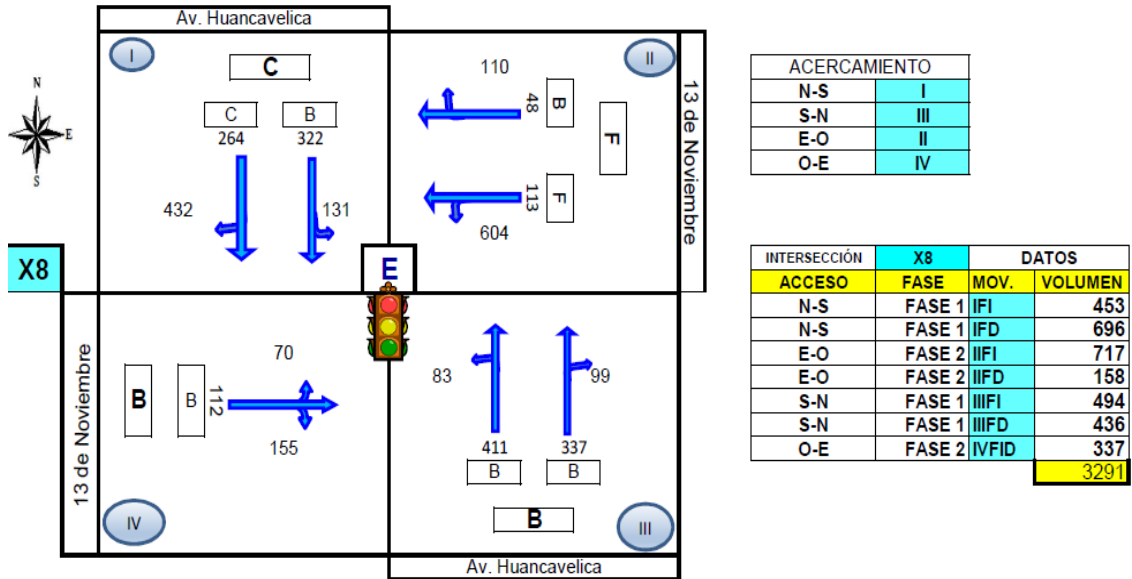 Av. Huancavelica
I
C
C
B
264
322
432
131
II
110
48
B
F
113
F
604
13 de Noviembre
N
E
S
X8
E
13 de Noviembre
B
B
112
70
155
IV
83
99
411
337
B
B
B
III
Av. Huancavelica
ACERCAMIENTO
N-S I
S-N III
E-O II
O-E IV
INTERSECCIÓN X8 DATOS
ACCESO FASE MOV. VOLUMEN
N-S FASE 1 IFI 453
N-S FASE 1 IFD 696
E-O FASE 2 IIFI 717
E-O FASE 2 IIFD 158
S-N FASE 1 IIIFI 494
S-N FASE 1 IIIFD 436
O-E FASE 2 IVFID 337
3291